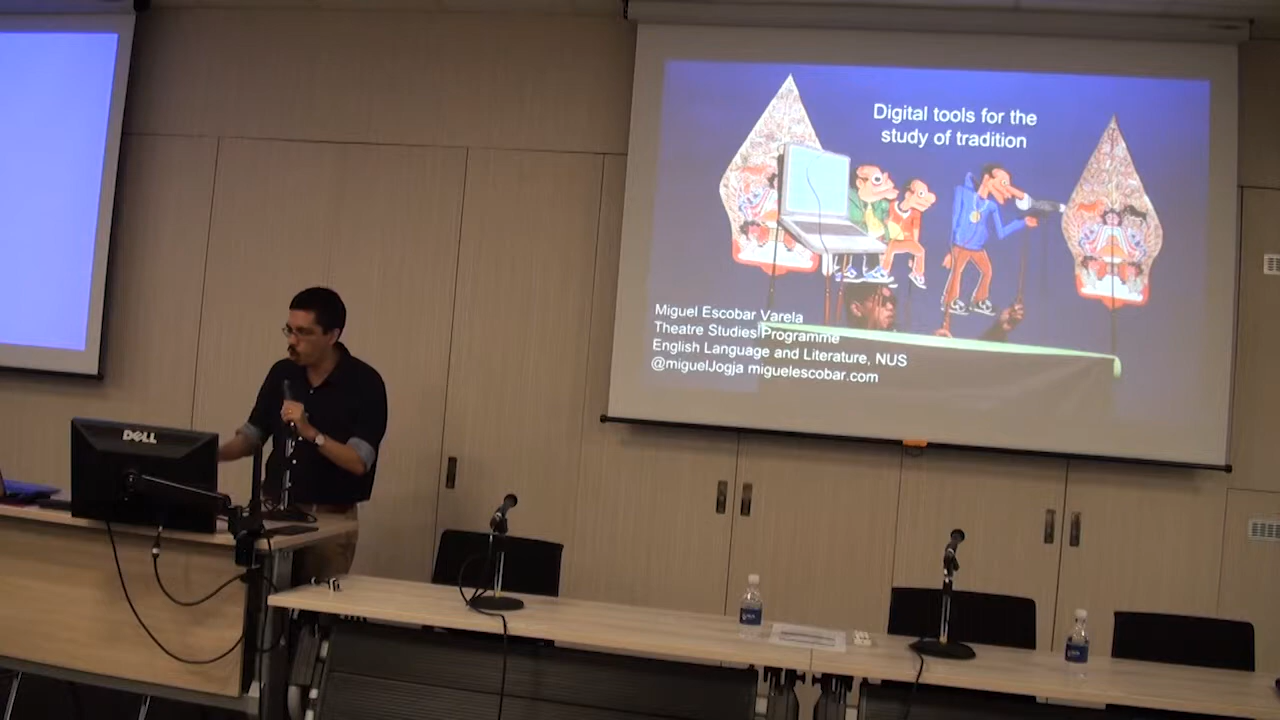 Digital tools for the
study of tradition
Miguel Escobar Varela
Theatre Studies Programme
English Language and Literature, NUS
@miguelJogja miguelescobar.com
DELL